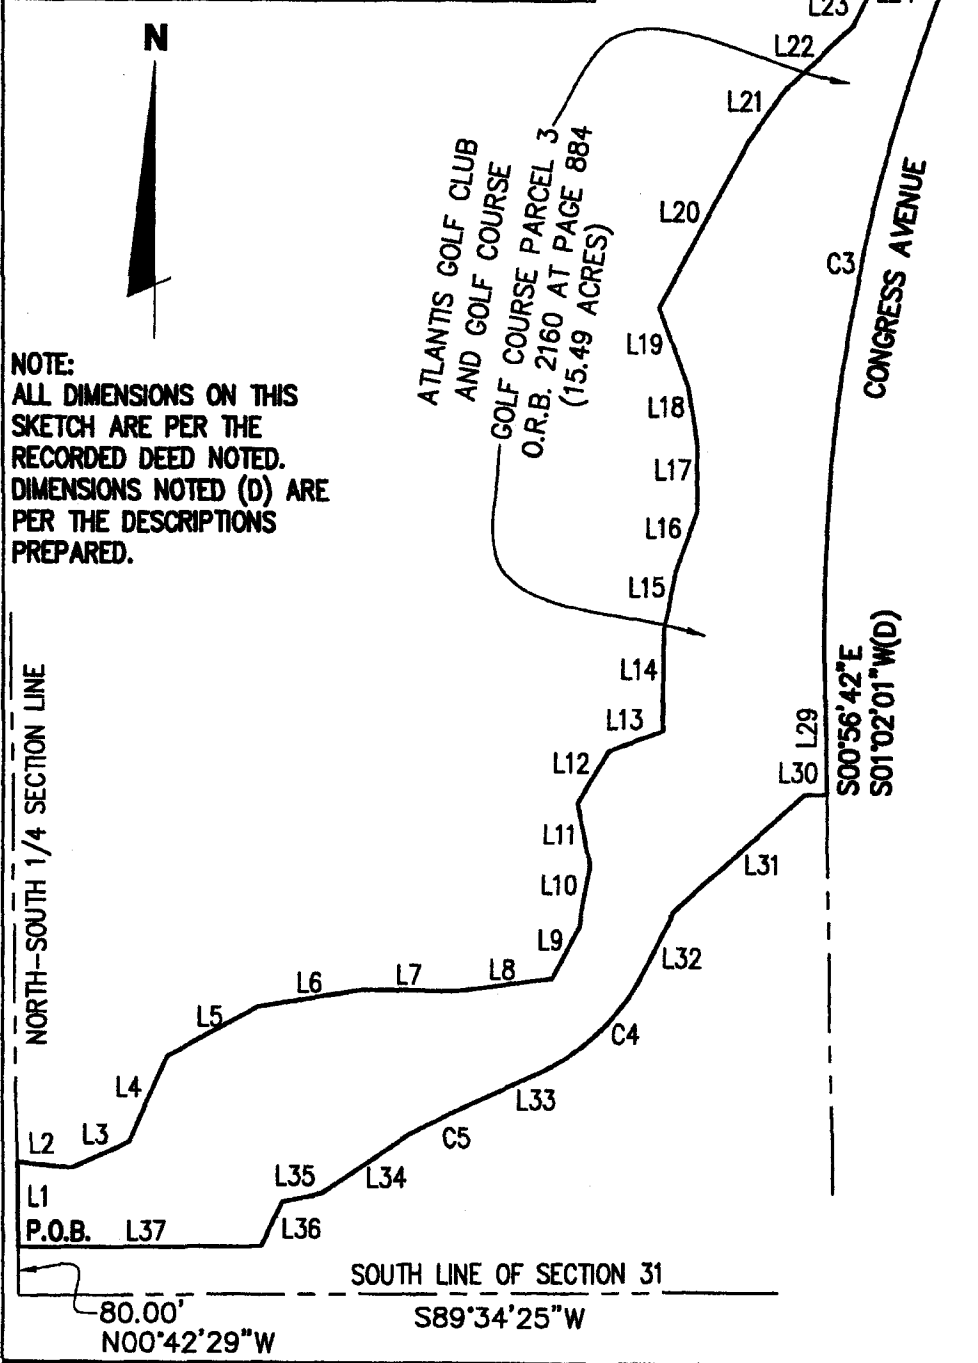 L23
L22
N
L21
ATLANTIS GOLF CLUB
AND GOLF COURSE
GOLF COURSE PARCEL 3
O.R.B. 2160 AT PAGE 884
(15.49 ACRES)
L20
C3
CONGRESS AVENUE
L19
NOTE:
ALL DIMENSIONS ON THIS
SKETCH ARE PER THE
RECORDED DEED NOTED.
DIMENSIONS NOTED (D) ARE
PER THE DESCRIPTIONS
PREPARED.
L18
L17
L16
L15
L14
L13
L12
L29
S00°56'42"E
S01°02'01"W(D)
L30
NORTH-SOUTH 1/4 SECTION LINE
L11
L31
L10
L9
L32
L8
L7
L6
L5
C4
L4
L33
L3
L2
C5
L35
L34
L1
P.O.B.
L37
L36
SOUTH LINE OF SECTION 31
80.00'
S89°34'25"W
N00°42'29"W